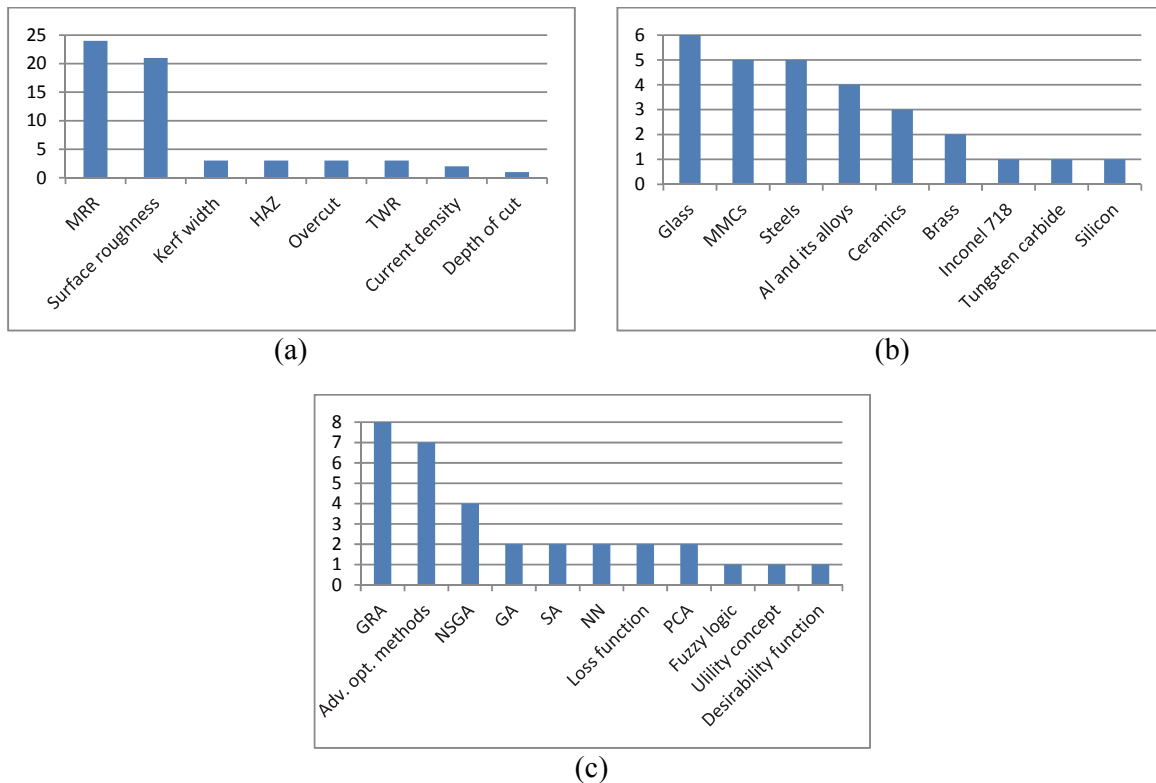 25
20
15
10
5
0
MRR
Surface roughness
Kerf width
HAZ
Overcut
TWR
Current density
Depth of cut
(a)
6
5
4
3
2
1
0
Glass
MMCs
Steels
Al and its alloys
Ceramics
Brass
Inconel 718
Tungsten carbide
Silicon
(b)
8
7
6
5
4
3
2
1
0
GRA
Adv. opt. methods
NSGA
GA
SA
NN
Loss function
PCA
Fuzzy logic
Ulility concept
Desirability function
(c)